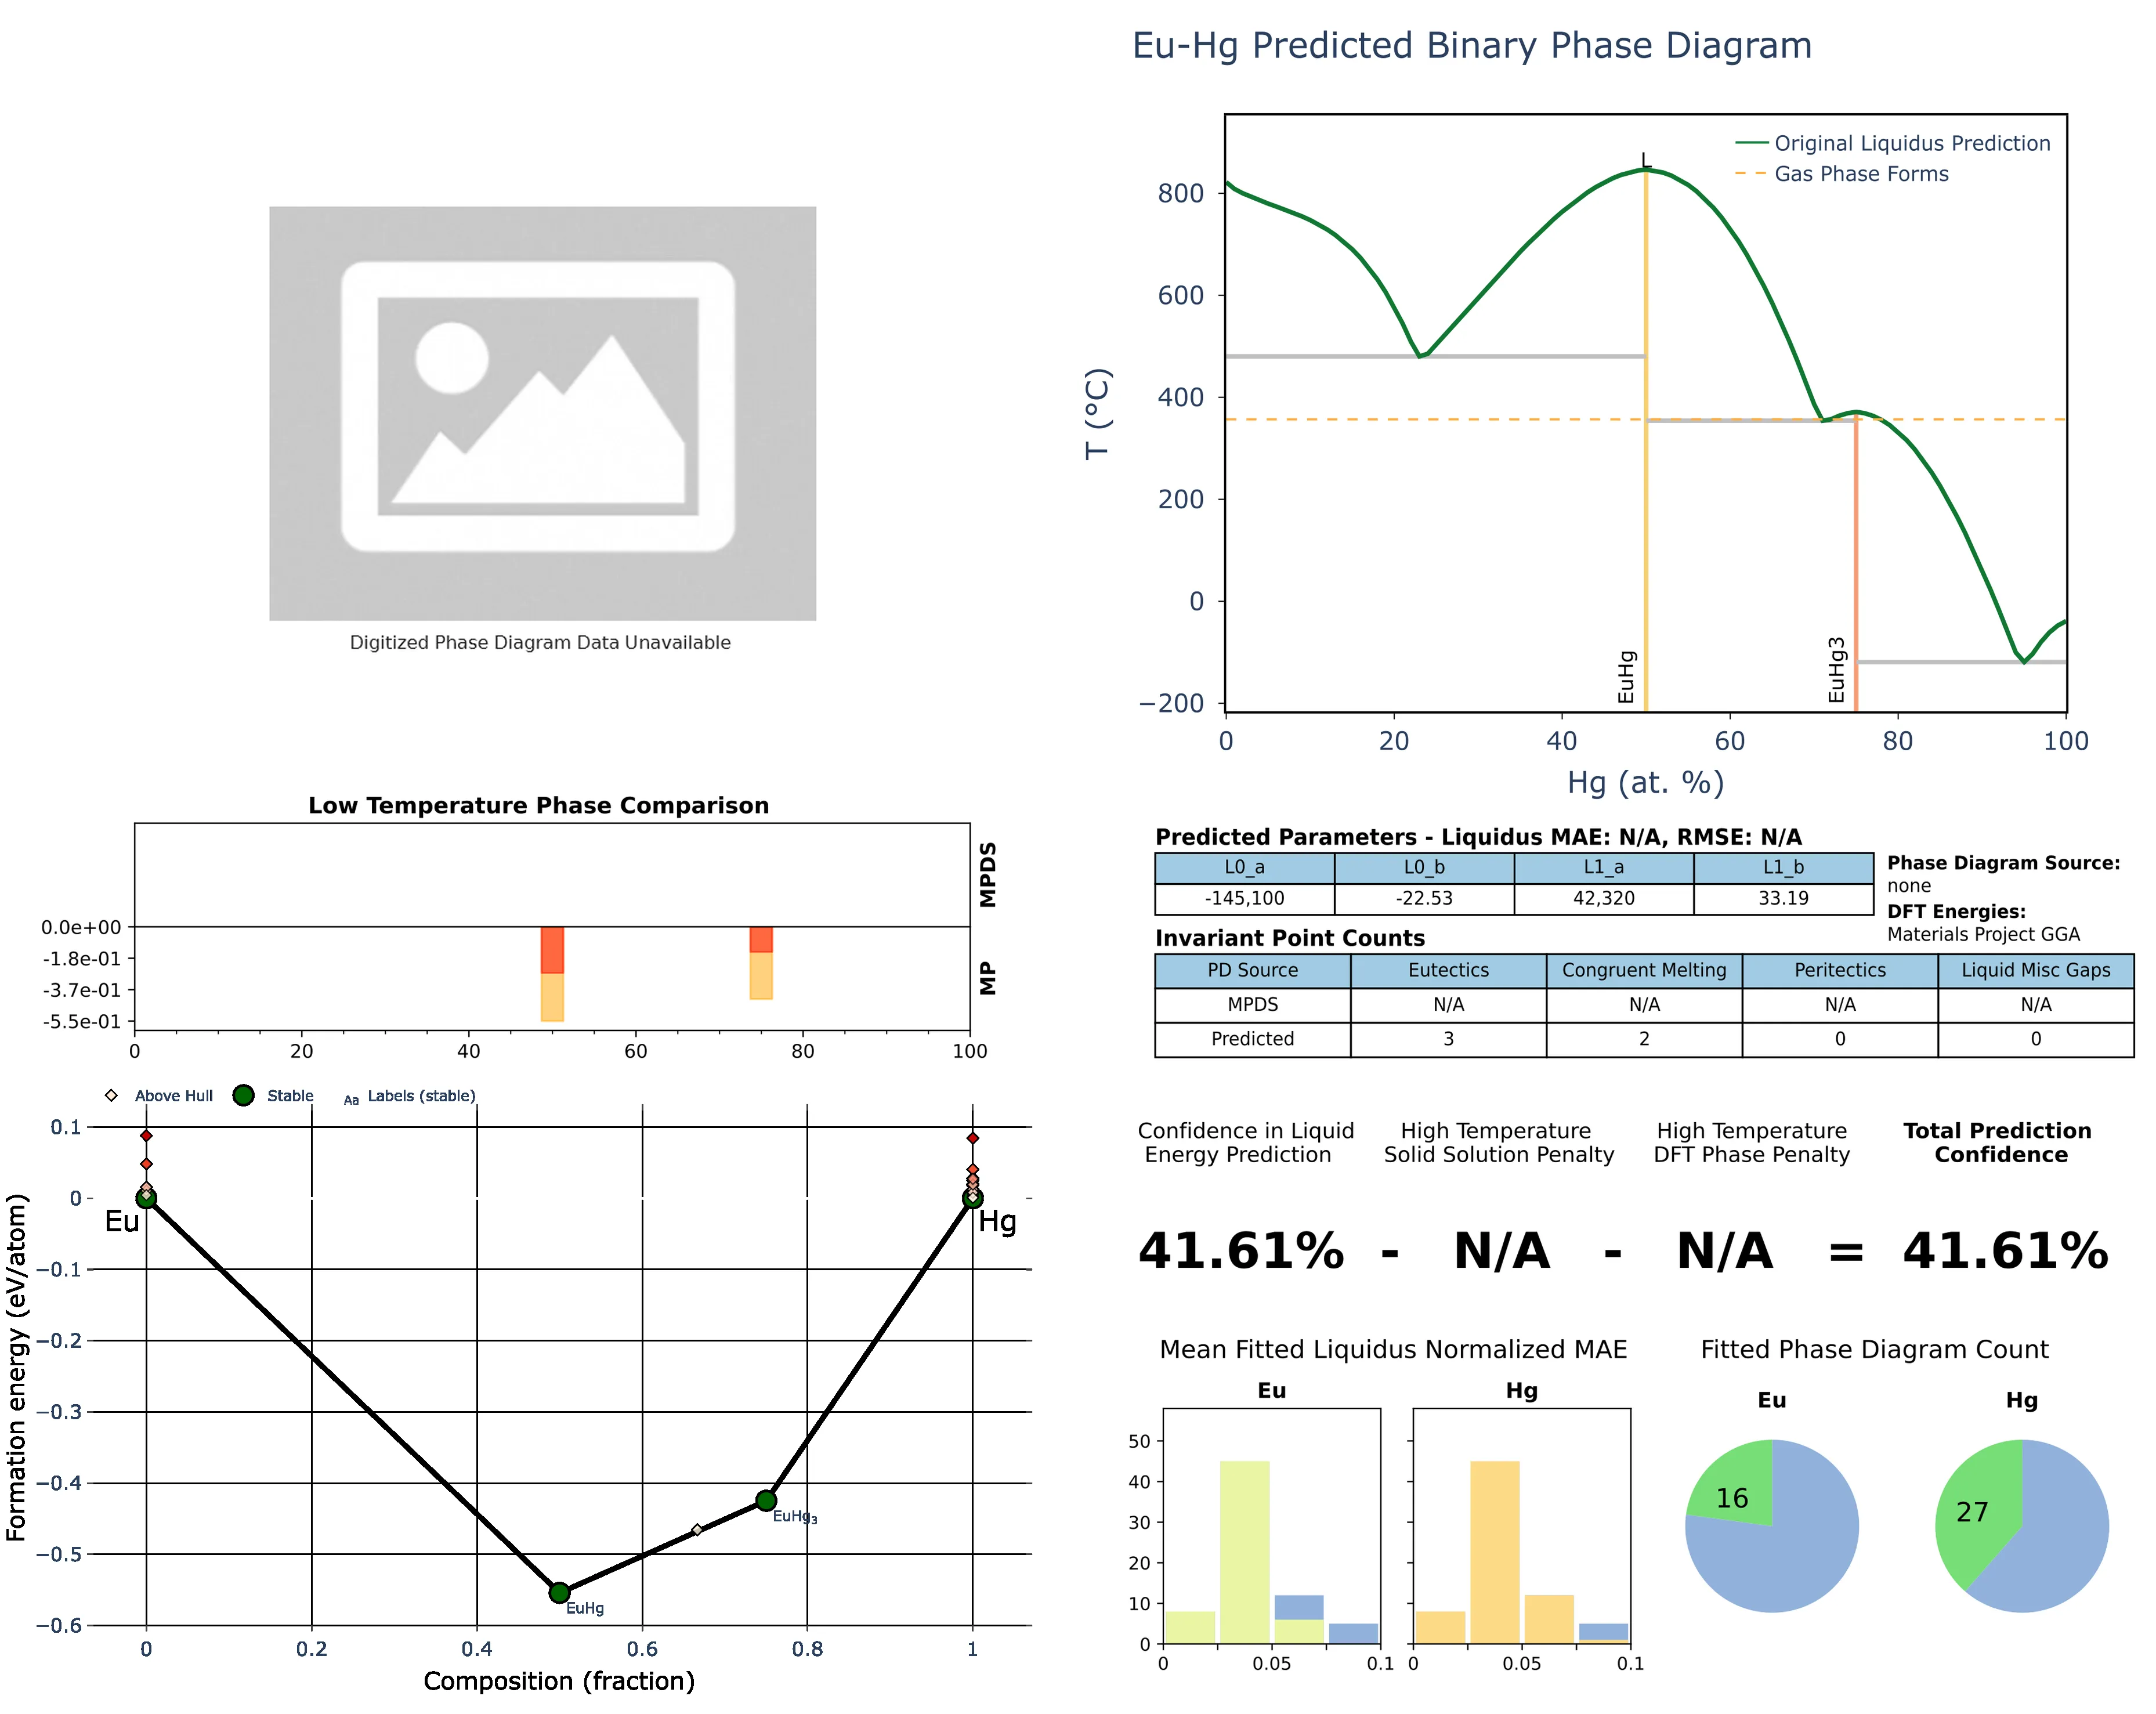 Eu-Hg Predicted Binary Phase Diagram
Digitized Phase Diagram Data Unavailable
Original Liquidus Prediction
Gas Phase Forms
L
T (°C)
800
600
400
200
0
−200
EuHg
EuHg3
0 20 40 60 80 100
Hg (at. %)
Low Temperature Phase Comparison
MPDS
MP
0.0e+00
-1.8e-01
-3.7e-01
-5.5e-01
0 20 40 60 80 100
Predicted Parameters - Liquidus MAE: N/A, RMSE: N/A
L0_a L0_b L1_a L1_b
-145,100 -22.53 42,320 33.19
Phase Diagram Source:
none
DFT Energies:
Materials Project GGA
Invariant Point Counts
PD Source Eutectics Congruent Melting Peritectics Liquid Misc Gaps
MPDS N/A N/A N/A N/A
Predicted 3 2 0 0
Above Hull Stable Aa Labels (stable)
Formation energy (eV/atom)
0.1
0
−0.1
−0.2
−0.3
−0.4
−0.5
−0.6
Eu
Hg
EuHg3
EuHg
0 0.2 0.4 0.6 0.8 1
Composition (fraction)
Confidence in Liquid
Energy Prediction
High Temperature
Solid Solution Penalty
High Temperature
DFT Phase Penalty
Total Prediction
Confidence
41.61% - N/A - N/A = 41.61%
Mean Fitted Liquidus Normalized MAE
Eu
Hg
50
40
30
20
10
0
0 0.05 0.1
0 0.05 0.1
Fitted Phase Diagram Count
Eu
Hg
16
27